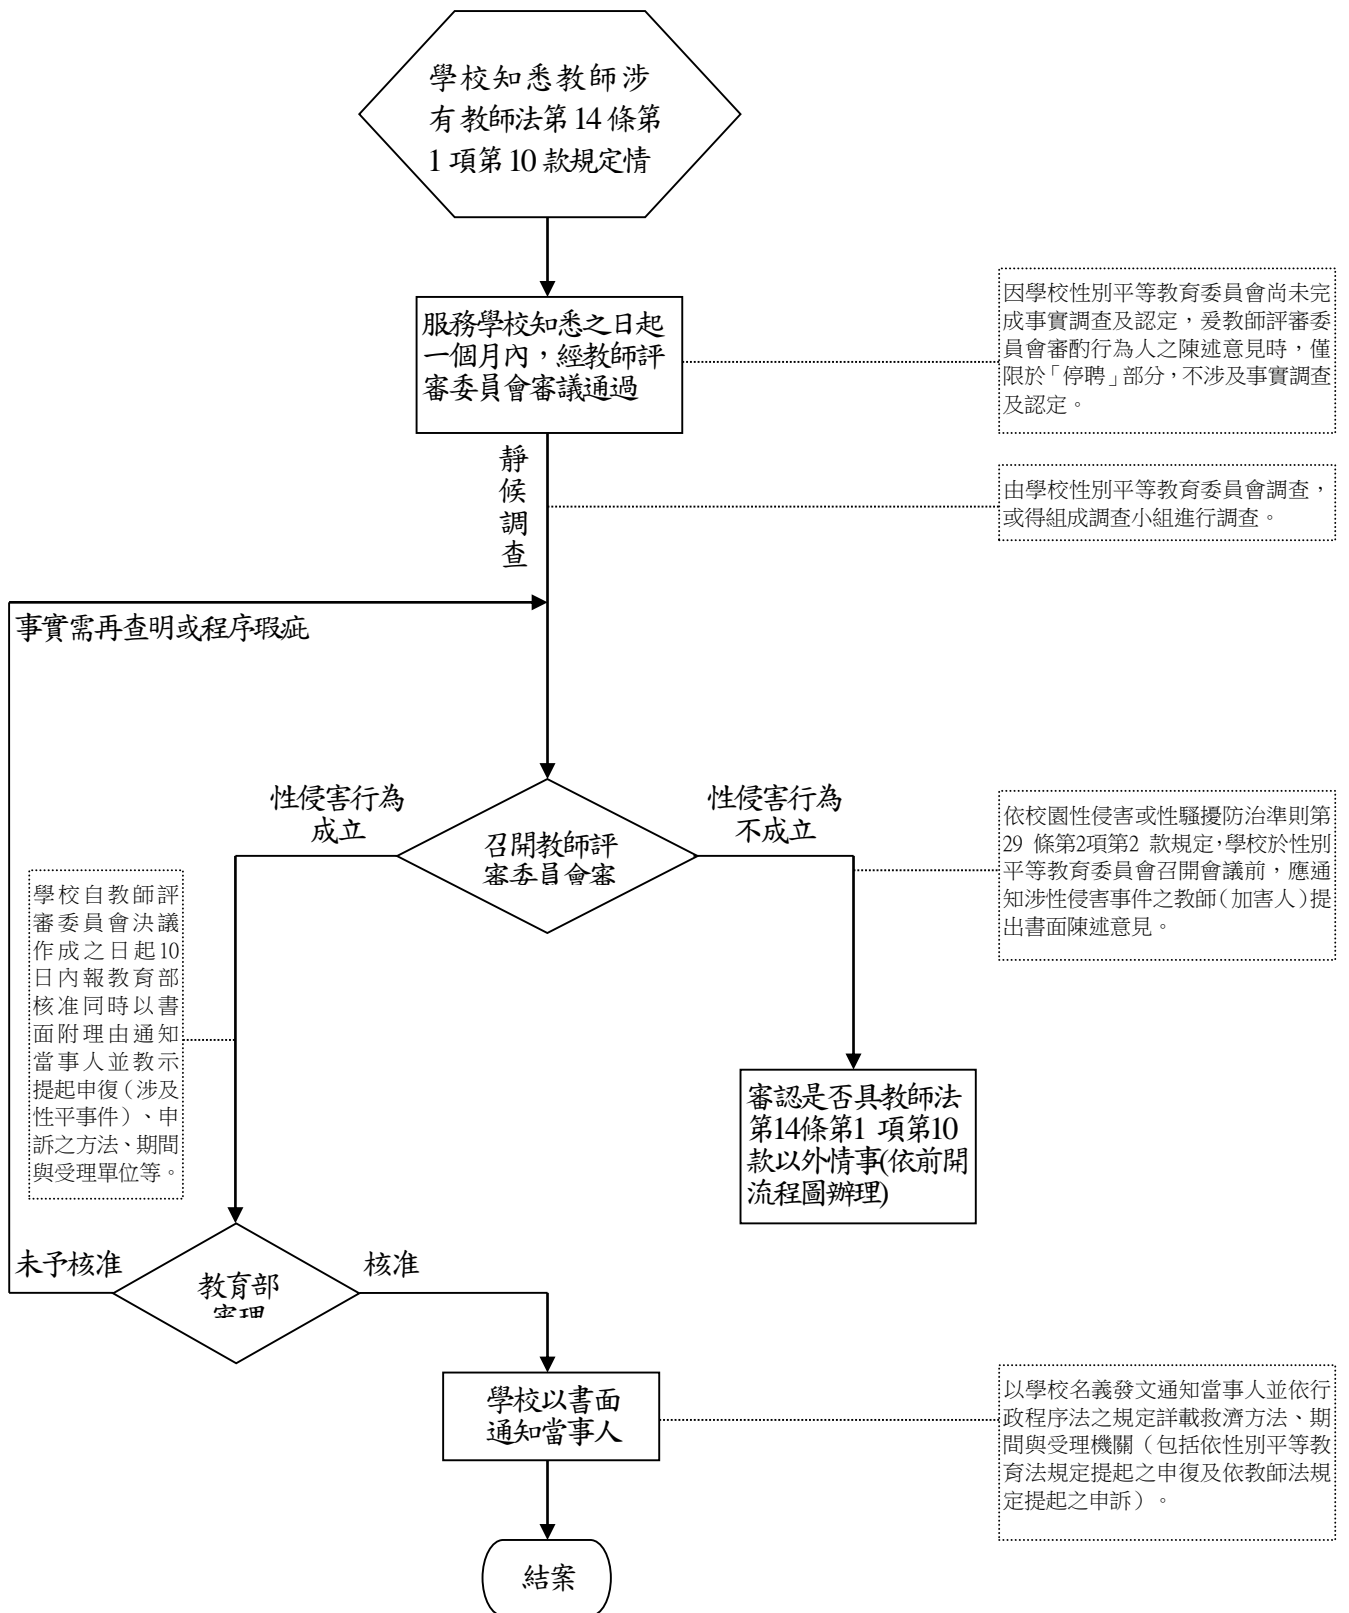 學校知悉教師涉
有教師法第14條第
1項第10款規定情
服務學校知悉之日起
一個月內，經教師評
審委員會審議通過
因學校性別平等教育委員會尚未完
成事實調查及認定，爰教師評審委
員會審酌行為人之陳述意見時，僅
限於「停聘」部分，不涉及事實調查
及認定。
靜
候
調
查
由學校性別平等教育委員會調查，
或得組成調查小組進行調查。
事實需再查明或程序瑕疵
性侵害行為
成立
性侵害行為
不成立
召開教師評
審委員會審
依校園性侵害或性騷擾防治準則第
29 條第2項第2 款規定，學校於性別
平等教育委員會召開會議前，應通
知涉性侵害事件之教師（加害人）提
出書面陳述意見。
學校自教師評
審委員會決議
作成之日起10
日內報教育部
核准同時以書
面附理由通知
當事人並教示
提起申復（涉及
性平事件）、申
訴之方法、期間
與受理單位等。
審認是否具教師法
第14條第1 項第10
款以外情事(依前開
流程圖辦理)
未予核准
核准
教育部
審理
學校以書面
通知當事人
以學校名義發文通知當事人並依行
政程序法之規定詳載救濟方法、期
間與受理機關（包括依性別平等教
育法規定提起之申復及依教師法規
定提起之申訴）。
結案